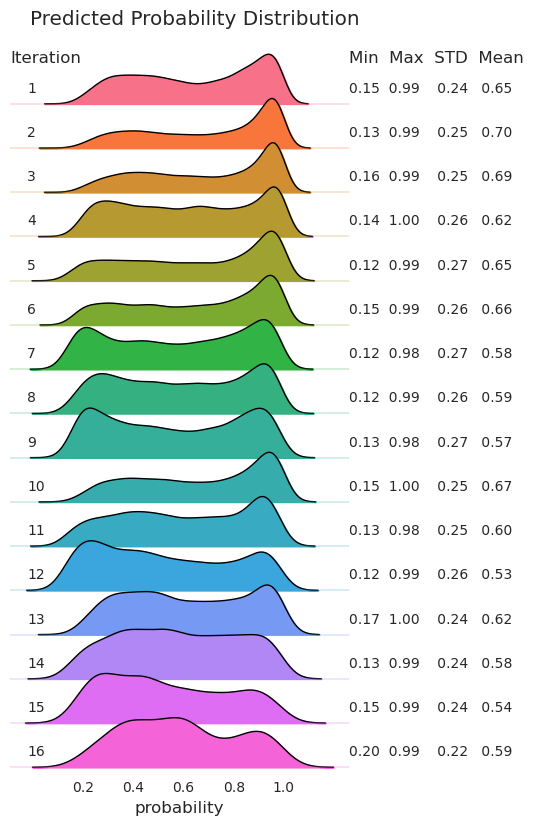 Predicted Probability Distribution
Iteration Min Max STD Mean
1 0.15 0.99 0.24 0.65
2 0.13 0.99 0.25 0.70
3 0.16 0.99 0.25 0.69
4 0.14 1.00 0.26 0.62
5 0.12 0.99 0.27 0.65
6 0.15 0.99 0.26 0.66
7 0.12 0.98 0.27 0.58
8 0.12 0.99 0.26 0.59
9 0.13 0.98 0.27 0.57
10 0.15 1.00 0.25 0.67
11 0.13 0.98 0.25 0.60
12 0.12 0.99 0.26 0.53
13 0.17 1.00 0.24 0.62
14 0.13 0.99 0.24 0.58
15 0.15 0.99 0.24 0.54
16 0.20 0.99 0.22 0.59
0.2 0.4 0.6 0.8 1.0
probability